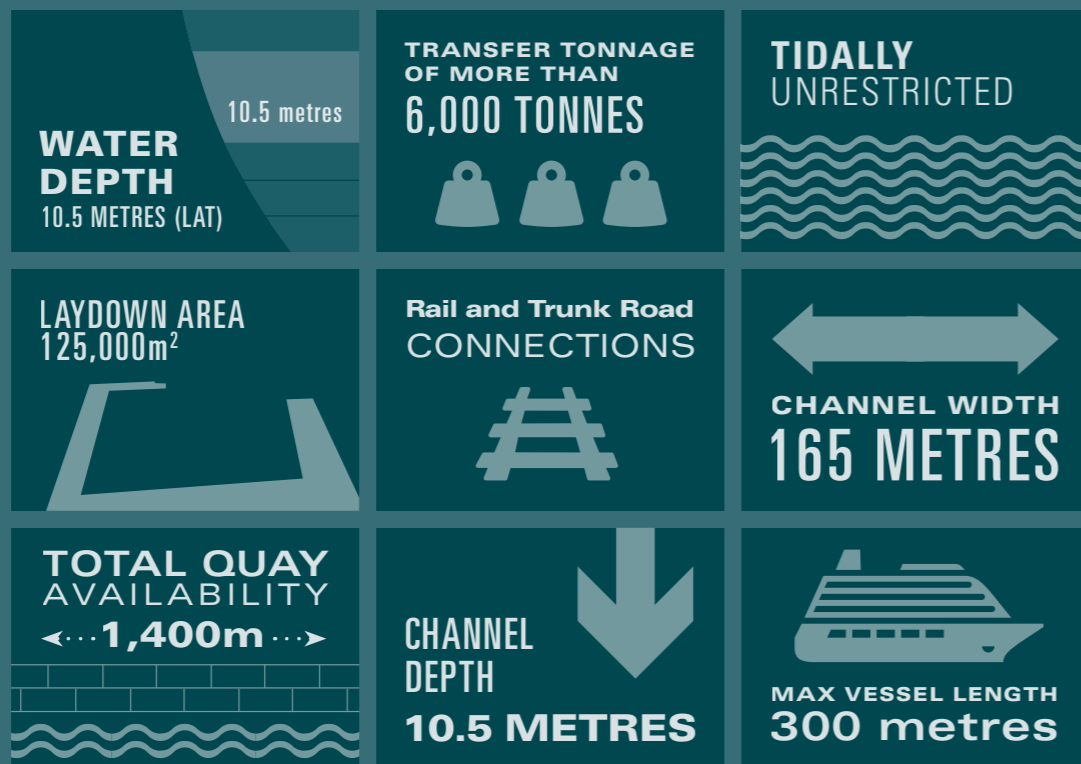 10.5 metres
WATER
DEPTH
10.5 METRES (LAT)
TRANSFER TONNAGE
OF MORE THAN
6,000 TONNES
TIDALLY
UNRESTRICTED
LAYDOWN AREA
125,000m²
Rail and Trunk Road
CONNECTIONS
CHANNEL WIDTH
165 METRES
TOTAL QUAY
AVAILABILITY
1,400m
CHANNEL
DEPTH
10.5 METRES
MAX VESSEL LENGTH
300 metres